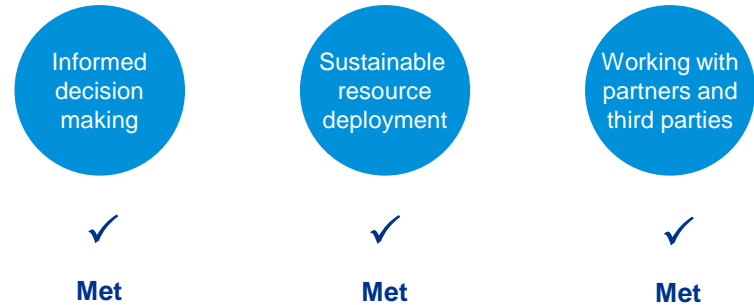 Informed
decision
making
Sustainable
resource
deployment
Working with
partners and
third parties
✓
✓
✓
Met
Met
Met